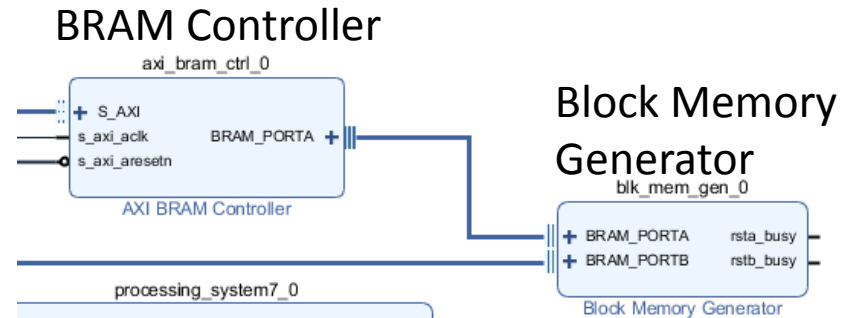 BRAM Controller
axi_bram_ctrl_0
S_AXI
s_axi_aclk
BRAM_PORTA
s_axi_aresetn
AXI BRAM Controller
Block Memory
Generator
blk_mem_gen_0
BRAM_PORTA
rsta_busy
BRAM_PORTB
rstb_busy
Block Memory Generator
processing_system7_0